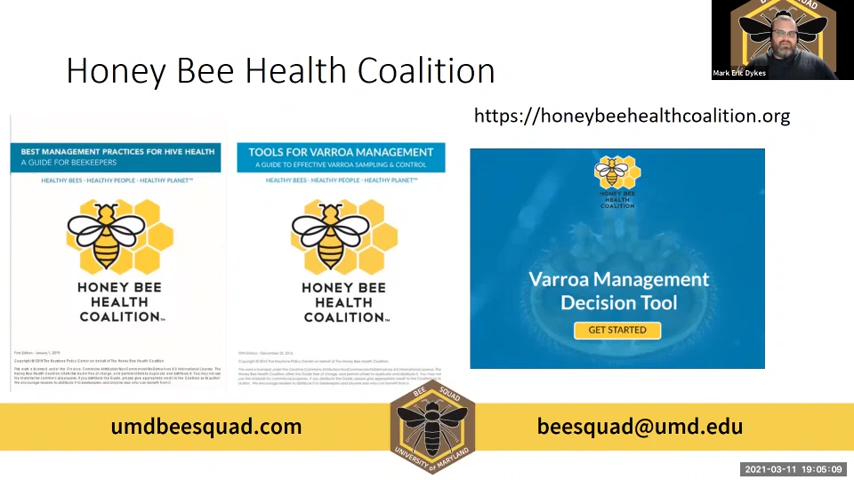 Honey Bee Health Coalition
Mark Eric Dykes
https://honeybeehealthcoalition.org
BEST MANAGEMENT PRACTICES FOR HIVE HEALTH
A GUIDE FOR BEEKEEPERS
HEALTHY BEES · HEALTHY PEOPLE · HEALTHY PLANET™
HONEY BEE
HEALTH
COALITION™
TOOLS FOR VARROA MANAGEMENT
A GUIDE TO EFFECTIVE VARROA SAMPLING & CONTROL
HEALTHY BEES · HEALTHY PEOPLE · HEALTHY PLANET™
HONEY BEE
HEALTH
COALITION™
HONEY BEE
HEALTH
COALITION
Varroa Management
Decision Tool
GET STARTED
umdbeesquad.com
BEE SQUAD
UNIVERSITY OF MARYLAND
beesquad@umd.edu
2021-03-11 19:05:09